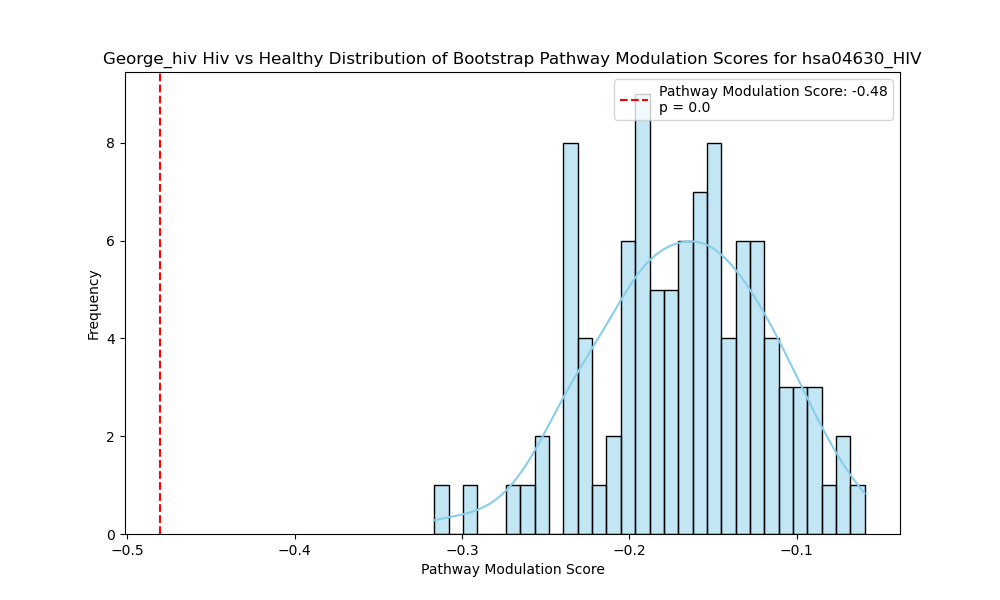 George_hiv Hiv vs Healthy Distribution of Bootstrap Pathway Modulation Scores for hsa04630_HIV
Pathway Modulation Score: -0.48
p = 0.0
Frequency
8
6
4
2
0
−0.5
−0.4
−0.3
−0.2
−0.1
Pathway Modulation Score